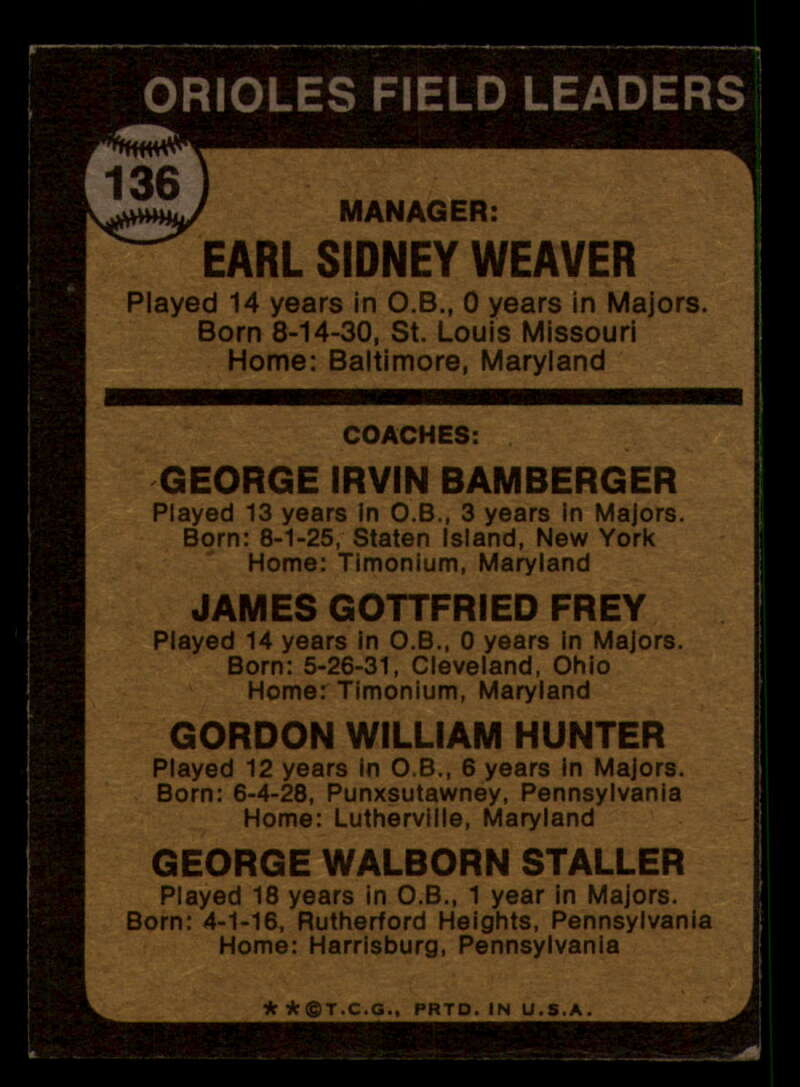 ORIOLES FIELD LEADERS
136
MANAGER:
EARL SIDNEY WEAVER
Played 14 years in O.B., 0 years in Majors.
Born 8-14-30, St. Louis Missouri
Home: Baltimore, Maryland
COACHES:
GEORGE IRVIN BAMBERGER
Played 13 years in O.B., 3 years in Majors.
Born: 8-1-25, Staten Island, New York
Home: Timonium, Maryland
JAMES GOTTFRIED FREY
Played 14 years in O.B., 0 years in Majors.
Born: 5-26-31, Cleveland, Ohio
Home: Timonium, Maryland
GORDON WILLIAM HUNTER
Played 12 years in O.B., 6 years in Majors.
Born: 6-4-28, Punxsutawney, Pennsylvania
Home: Lutherville, Maryland
GEORGE WALBORN STALLER
Played 18 years in O.B., 1 year in Majors.
Born: 4-1-16, Rutherford Heights, Pennsylvania
Home: Harrisburg, Pennsylvania
**©T.C.G., PRTD. IN U.S.A.